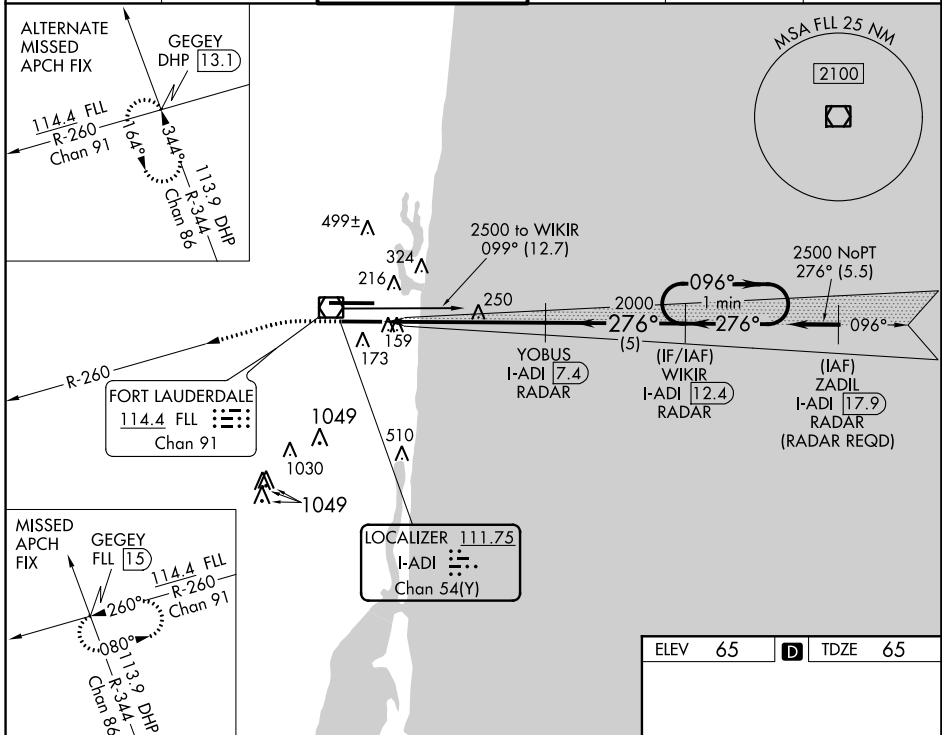 ALTERNATE
MISSED
APCH FIX
GEGEY
DHP 13.1
114.4 FLL
R-260
Chan 91
164°
344°
113.9 DHP
R-344
Chan 86
MSA FLL 25 NM
2100
499±
324
216
2500 to WIKIR
099° (12.7)
250
2000
096°
1 min
276°
276°
(5)
2500 NoPT
276° (5.5)
096°
173
159
YOBUS
I-ADI 7.4
RADAR
(IF/IAF)
WIKIR
I-ADI 12.4
RADAR
(IAF)
ZADIL
I-ADI 17.9
RADAR
(RADAR REQD)
R-260
FORT LAUDERDALE
114.4 FLL
Chan 91
1049
1030
510
1049
LOCALIZER 111.75
I-ADI
Chan 54(Y)
MISSED
APCH
FIX
GEGEY
FLL 15
114.4 FLL
R-260
Chan 91
260°
080°
113.9 DHP
R-344
Chan 86
ELEV 65 D TDZE 65